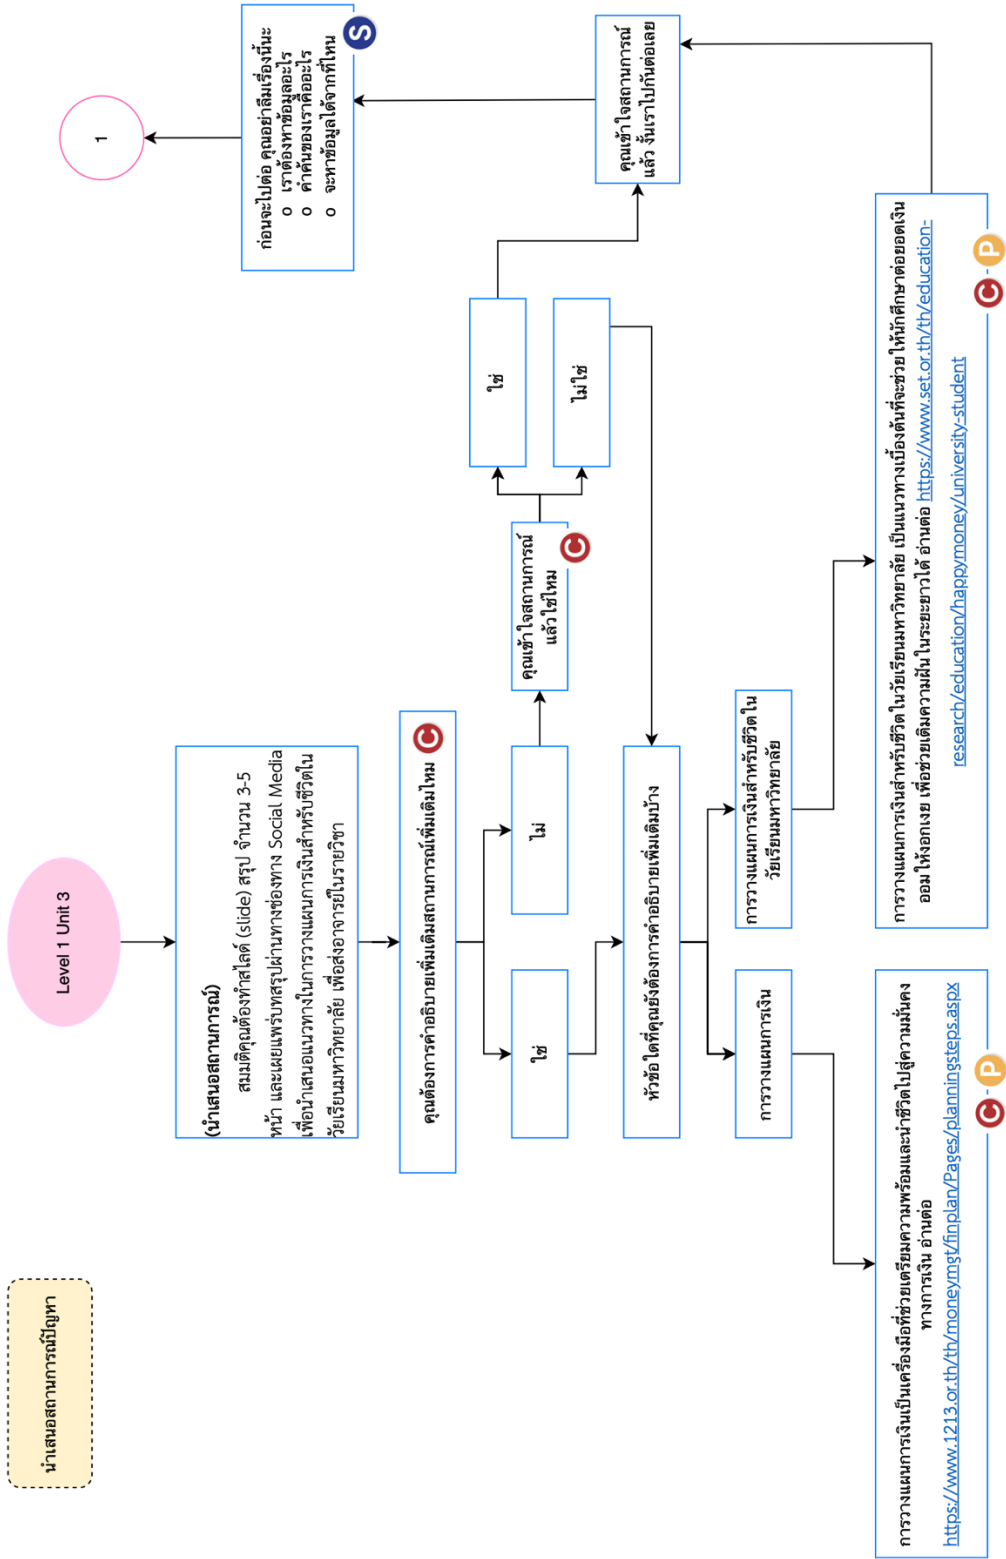 นำเสนอสถานการณ์ปัญหา
Level 1 Unit 3
(นำเสนอสถานการณ์)
สมมติคุณต้องทำสไลด์ (slide) สรุป จำนวน 3-5
หน้า และเผยแพร่บทสรุปผ่านทางช่องทาง Social Media
เพื่อนำเสนอแนวทางในการวางแผนการเงินสำหรับชีวิตใน
วัยเรียนมหาวิทยาลัย เพื่อส่งอาจารย์ในรายวิชา
คุณต้องการคำอธิบายเพิ่มเติมสถานการณ์เพิ่มเติมไหม
C
ใช่
ไม่
คุณเข้าใจสถานการณ์
แล้วใช่ไหม
C
ใช่
ไม่ใช่
หัวข้อใดที่คุณยังต้องการคำอธิบายเพิ่มเติมบ้าง
การวางแผนการเงิน
การวางแผนการเงินสำหรับชีวิตใน
วัยเรียนมหาวิทยาลัย
การวางแผนการเงินเป็นเครื่องมือที่ช่วยเตรียมความพร้อมและนำชีวิตไปสู่ความมั่นคง
ทางการเงิน อ่านต่อ
https://www.1213.or.th/th/moneymgt/finplan/Pages/planningsteps.aspx
C P
การวางแผนการเงินสำหรับชีวิตในวัยเรียนมหาวิทยาลัย เป็นแนวทางเบื้องต้นที่จะช่วยให้นักศึกษาต่อยอดเงิน
ออมให้งอกเงย เพื่อช่วยเติมความฝันในระยะยาวได้ อ่านต่อ https://www.set.or.th/th/education-
research/education/happymoney/university-student
C P
คุณเข้าใจสถานการณ์
แล้ว งั้นเราไปกันต่อเลย
ก่อนจะไปต่อ คุณอย่าลืมเรื่องนี้นะ
o เราต้องหาข้อมูลอะไร
o คำค้นของเราคืออะไร
o จะหาข้อมูลได้จากที่ไหน
S
1